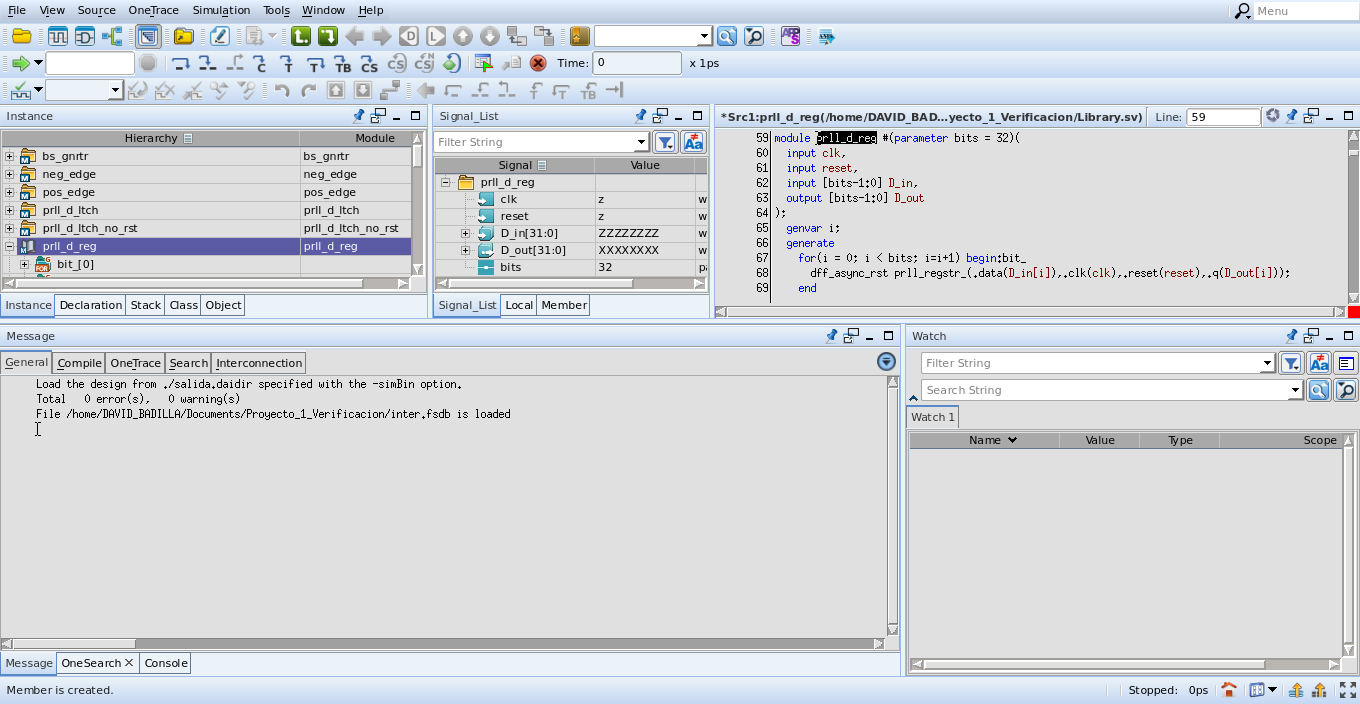 File View Source OneTrace Simulation Tools Window Help Menu
Time: 0 x 1ps
Instance
Hierarchy Module
bs_gnrtr bs_gnrtr
neg_edge neg_edge
pos_edge pos_edge
prll_d_ltch prll_d_ltch
prll_d_ltch_no_rst prll_d_ltch_no_rst
prll_d_reg prll_d_reg
bit_[0]
Instance Declaration Stack Class Object
Signal_List
Filter String
Signal Value
prll_d_reg
clk z w
reset z w
D_in[31:0] ZZZZZZZZ w
D_out[31:0] XXXXXXXX w
bits 32 pa
Signal_List Local Member
*Src1:prll_d_reg(/home/DAVID_BAD...yecto_1_Verificacion/Library.sv) Line: 59
59 module prll_d_reg #(parameter bits = 32)(
60 input clk,
61 input reset,
62 input [bits-1:0] D_in,
63 output [bits-1:0] D_out
64 );
65 genvar i;
66 generate
67 for(i = 0; i < bits; i=i+1) begin:bit_
68 dff_async_rst prll_regstr_(.data(D_in[i]),.clk(clk),.reset(reset),.q(D_out[i]));
69 end
Message
General Compile OneTrace Search Interconnection
Load the design from ./salida.daidir specified with the -simBin option.
Total 0 error(s), 0 warning(s)
File /home/DAVID_BADILLA/Documents/Proyecto_1_Verificacion/inter.fsdb is loaded
Message OneSearch Console
Watch
Filter String
Search String
Watch 1
Name Value Type Scope
Member is created. Stopped: 0ps